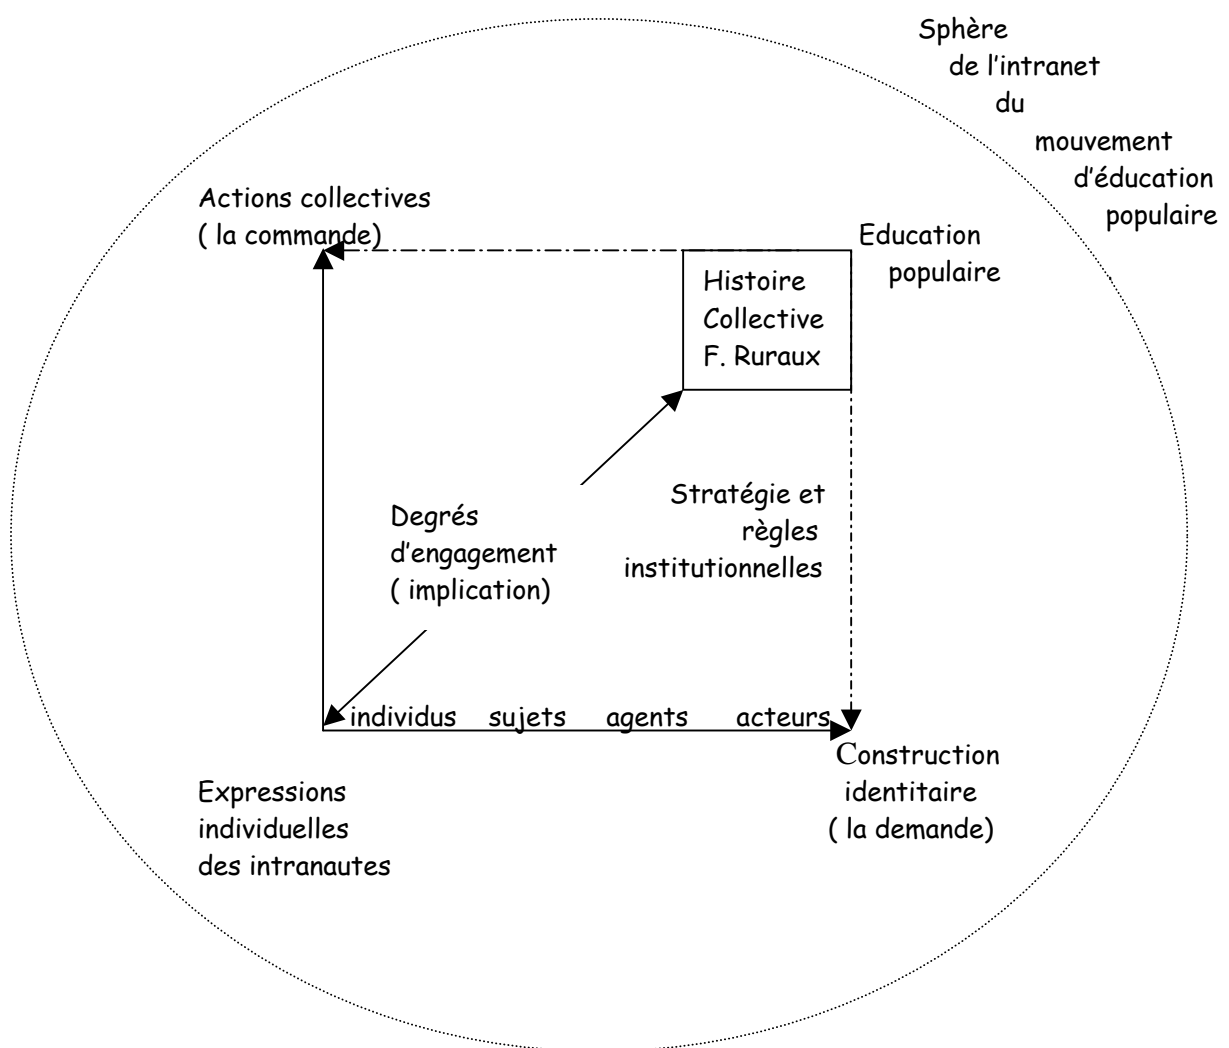 Sphère
de l'intranet
du
mouvement
d'éducation
populaire
Actions collectives
( la commande)
Education
populaire
Histoire
Collective
F. Ruraux
Stratégie et
règles
institutionnelles
Degrés
d'engagement
( implication)
individus sujets agents acteurs
Construction
identitaire
( la demande)
Expressions
individuelles
des intranautes